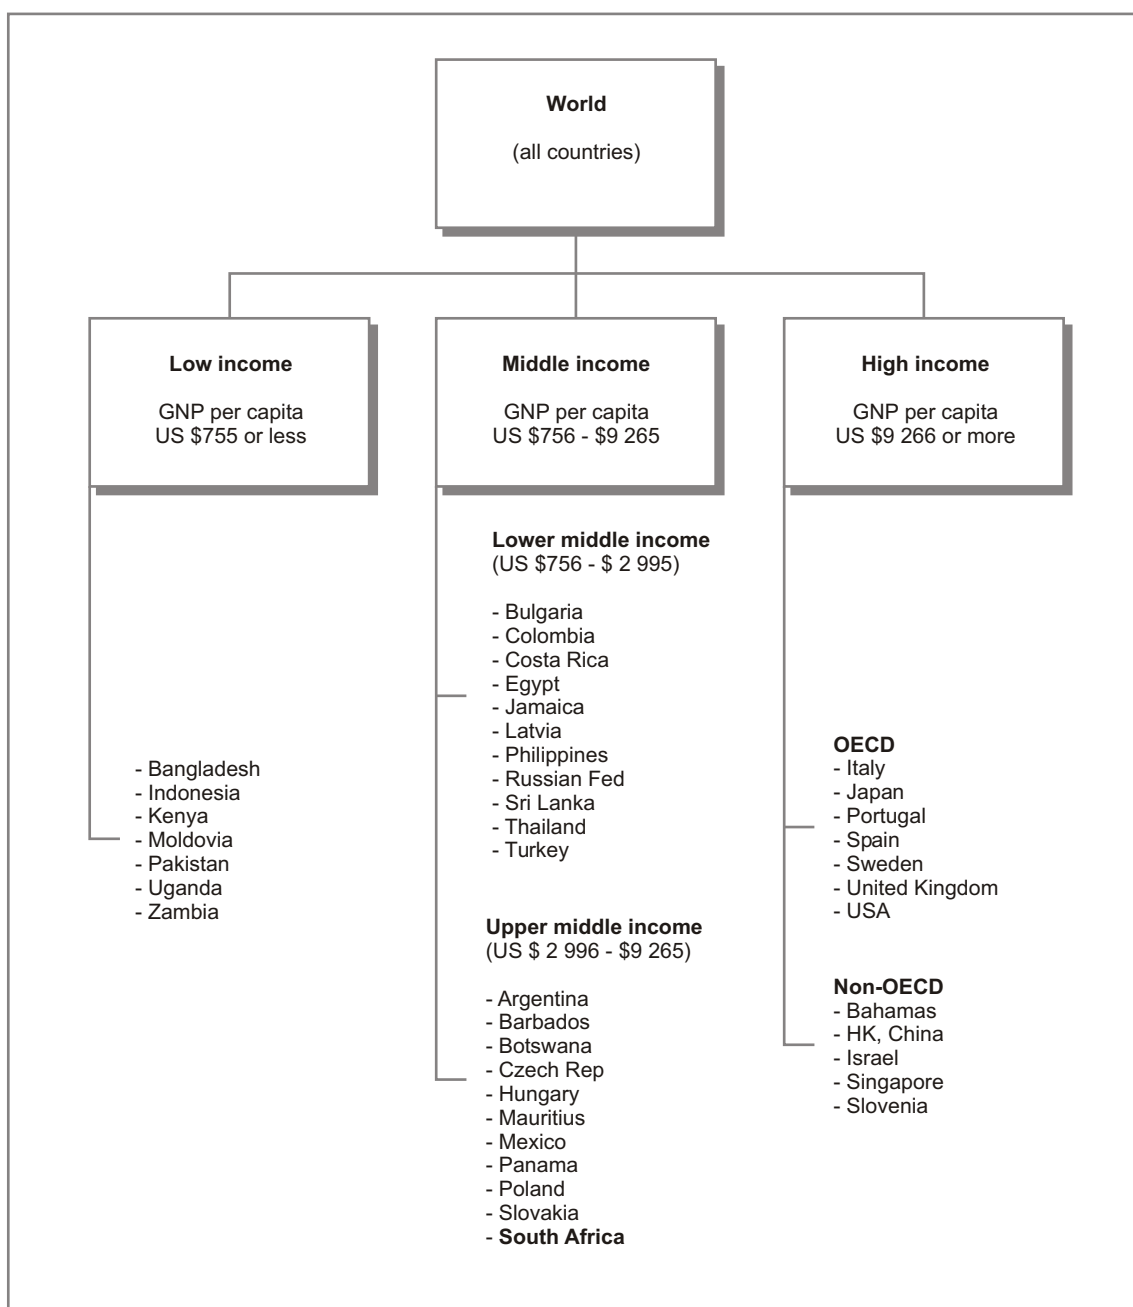 World
(all countries)
Low income
GNP per capita
US $755 or less
Middle income
GNP per capita
US $756 - $9 265
High income
GNP per capita
US $9 266 or more
- Bangladesh
- Indonesia
- Kenya
- Moldovia
- Pakistan
- Uganda
- Zambia
Lower middle income
(US $756 - $ 2 995)
- Bulgaria
- Colombia
- Costa Rica
- Egypt
- Jamaica
- Latvia
- Philippines
- Russian Fed
- Sri Lanka
- Thailand
- Turkey
Upper middle income
(US $ 2 996 - $9 265)
- Argentina
- Barbados
- Botswana
- Czech Rep
- Hungary
- Mauritius
- Mexico
- Panama
- Poland
- Slovakia
- South Africa
OECD
- Italy
- Japan
- Portugal
- Spain
- Sweden
- United Kingdom
- USA
Non-OECD
- Bahamas
- HK, China
- Israel
- Singapore
- Slovenia